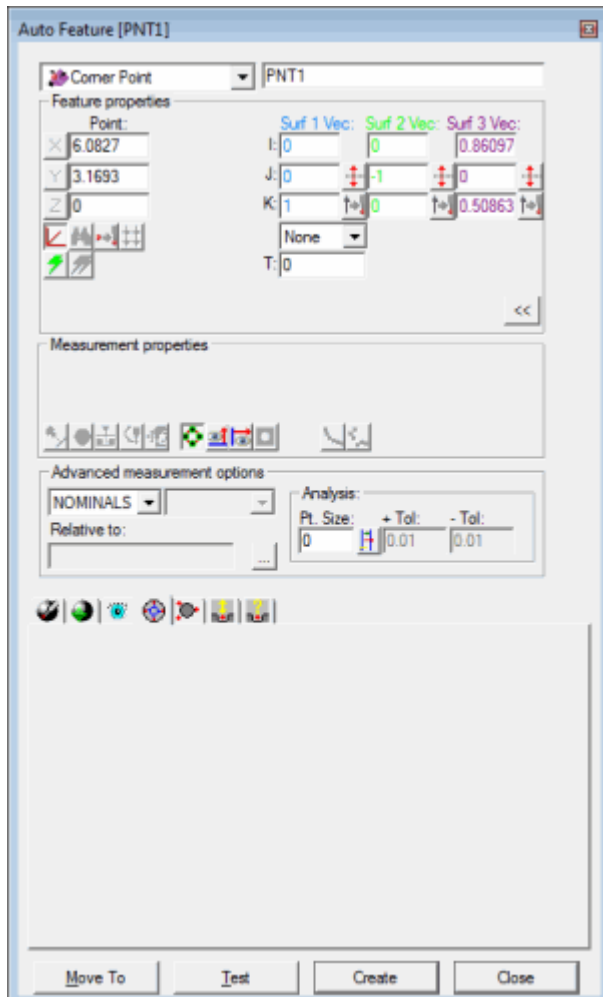 Auto Feature [PNT1]
Corner Point PNT1
Feature properties
Point: Surf 1 Vec: Surf 2 Vec: Surf 3 Vec:
X 6.0827 I: 0 0 0.86097
Y 3.1693 J: 0 -1 0
Z 0 K: 1 0 0.50863
None
T: 0
<<
Measurement properties
Advanced measurement options
NOMINALS Analysis:
Pt. Size: + Tol: - Tol:
Relative to: 0 0.01 0.01
...
Move To Test Create Close